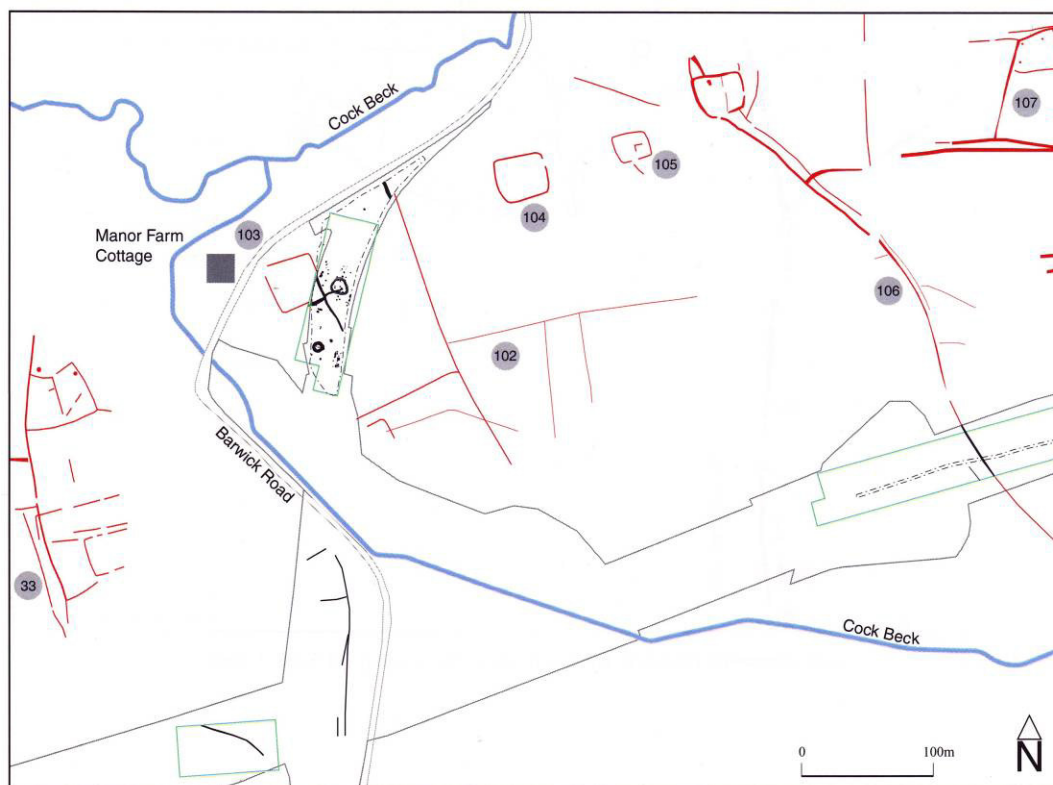 Cock Beck
107
105
104
103
Manor Farm
Cottage
106
102
Barwick Road
33
Cock Beck
0 100m
N